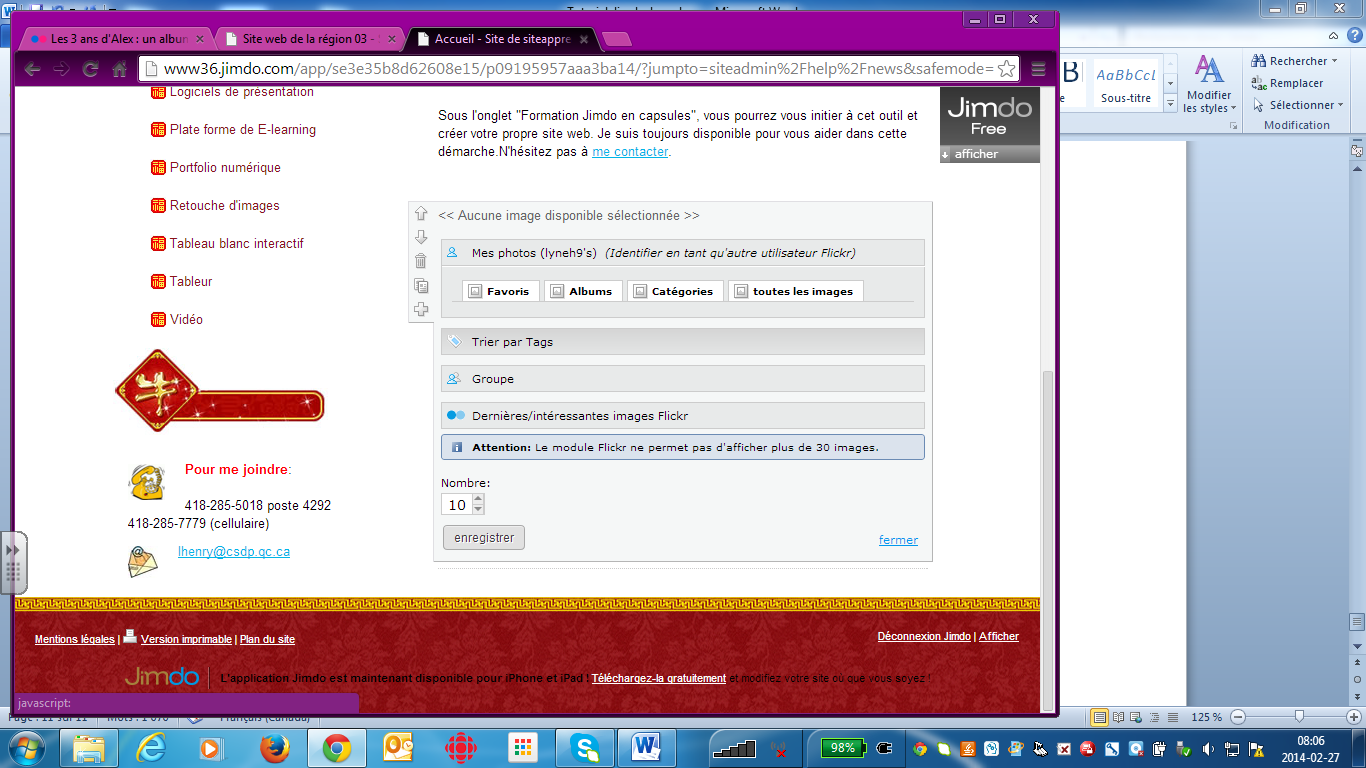 Microsoft Word
Les 3 ans d'Alex : un album
Site web de la région 03 -
Accueil - Site de siteappre
www36.jimdo.com/app/se3e35b8d62608e15/p09195957aaa3ba14/?jumpto=siteadmin%2Fhelp%2Fnews&safemode=
Logiciels de présentation
Plate forme de E-learning
Portfolio numérique
Retouche d'images
Tableau blanc interactif
Tableur
Vidéo
Pour me joindre:
418-285-5018 poste 4292
418-285-7779 (cellulaire)
lhenry@csdp.qc.ca
Sous l'onglet "Formation Jimdo en capsules", vous pourrez vous initier à cet outil et
créer votre propre site web. Je suis toujours disponible pour vous aider dans cette
démarche.N'hésitez pas à me contacter.
Jimdo
Free
afficher
<< Aucune image disponible sélectionnée >>
Mes photos (lyneh9's) (Identifier en tant qu'autre utilisateur Flickr)
Favoris
Albums
Catégories
toutes les images
Trier par Tags
Groupe
Dernières/intéressantes images Flickr
Attention: Le module Flickr ne permet pas d'afficher plus de 30 images.
Nombre:
10
enregistrer
fermer
Mentions légales | Version imprimable | Plan du site
Déconnexion Jimdo | Afficher
Jimdo
L'application Jimdo est maintenant disponible pour iPhone et iPad ! Téléchargez-la gratuitement et modifiez votre site où que vous soyez !
javascript:
AaBbCcL
Sous-titre
Modifier
les styles
Rechercher
Remplacer
Sélectionner
Modification
Page : 11 sur 11
Mots : 1 670
Français (Canada)
125 %
98%
08:06
2014-02-27